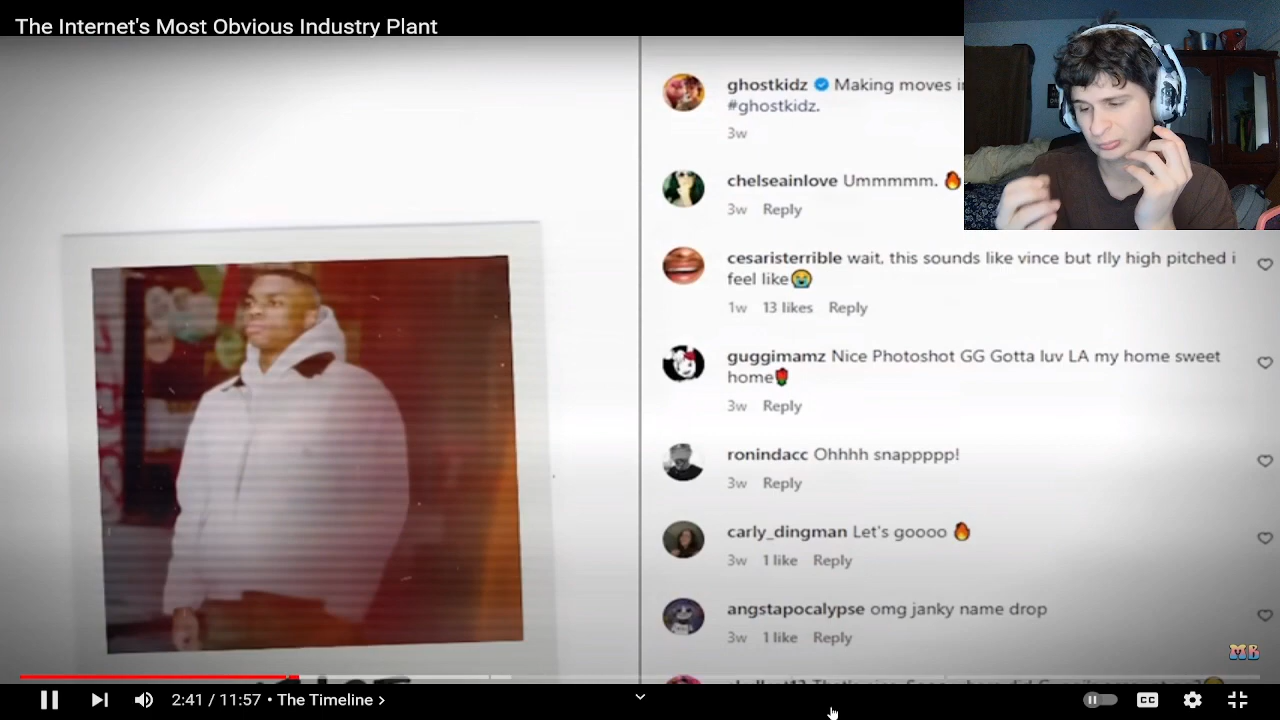 The Internet's Most Obvious Industry Plant
ghostkidz Making moves
#ghostkidz.
3w
chelseainlove Ummmmm. 🔥
3w Reply
cesaristerrible wait, this sounds like vince but rlly high pitched i
feel like😭
1w 13 likes Reply
guggimamz Nice Photoshot GG Gotta luv LA my home sweet
home🌹
3w Reply
ronindacc Ohhhh snappppp!
3w Reply
carly_dingman Let's goooo 🔥
3w 1 like Reply
angstapocalypse omg janky name drop
3w 1 like Reply
MB
2:41 / 11:57 • The Timeline >
CC